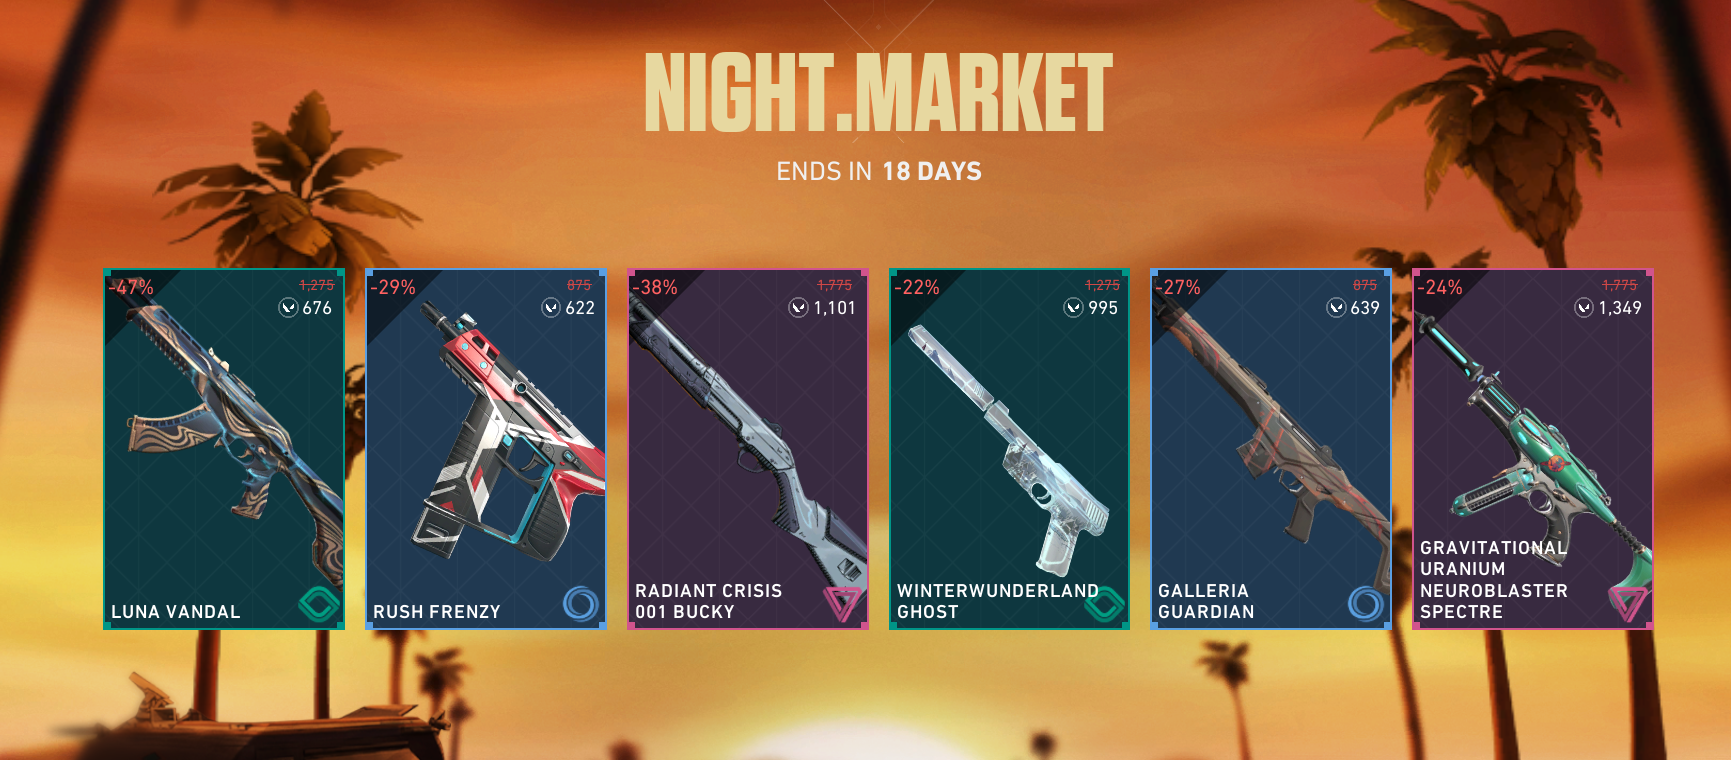 NIGHT.MARKET
ENDS IN 18 DAYS
-47%
1,275
676
LUNA VANDAL
-29%
875
622
RUSH FRENZY
-38%
1,775
1,101
RADIANT CRISIS
001 BUCKY
-22%
1,275
995
WINTERWUNDERLAND
GHOST
-27%
875
639
GALLERIA
GUARDIAN
-24%
1,775
1,349
GRAVITATIONAL
URANIUM
NEUROBLASTER
SPECTRE